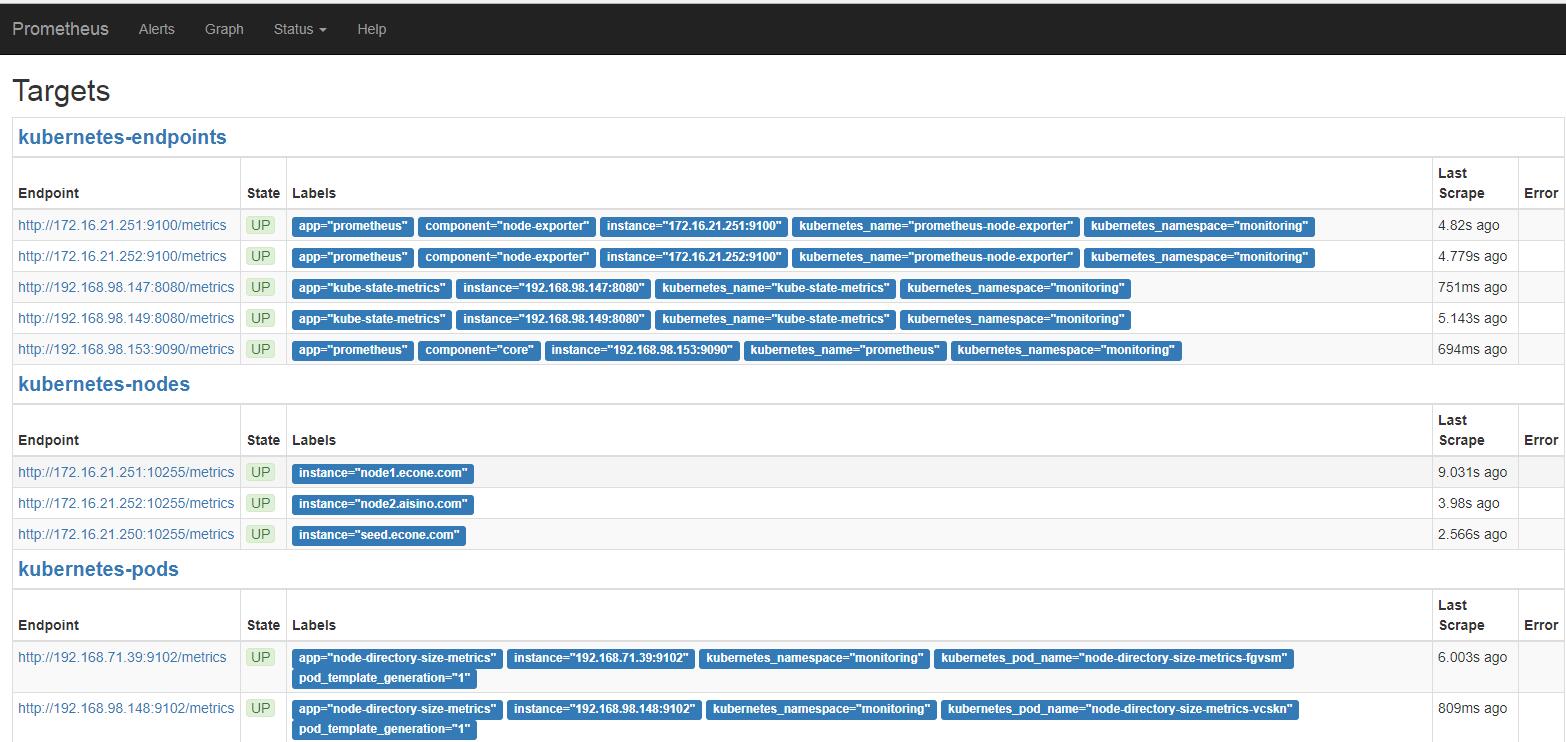 Prometheus Alerts Graph Status Help
Targets
kubernetes-endpoints
Endpoint State Labels Last Scrape Error
http://172.16.21.251:9100/metrics UP app="prometheus" component="node-exporter" instance="172.16.21.251:9100" kubernetes_name="prometheus-node-exporter" kubernetes_namespace="monitoring" 4.82s ago
http://172.16.21.252:9100/metrics UP app="prometheus" component="node-exporter" instance="172.16.21.252:9100" kubernetes_name="prometheus-node-exporter" kubernetes_namespace="monitoring" 4.779s ago
http://192.168.98.147:8080/metrics UP app="kube-state-metrics" instance="192.168.98.147:8080" kubernetes_name="kube-state-metrics" kubernetes_namespace="monitoring" 751ms ago
http://192.168.98.149:8080/metrics UP app="kube-state-metrics" instance="192.168.98.149:8080" kubernetes_name="kube-state-metrics" kubernetes_namespace="monitoring" 5.143s ago
http://192.168.98.153:9090/metrics UP app="prometheus" component="core" instance="192.168.98.153:9090" kubernetes_name="prometheus" kubernetes_namespace="monitoring" 694ms ago
kubernetes-nodes
Endpoint State Labels Last Scrape Error
http://172.16.21.251:10255/metrics UP instance="node1.econe.com" 9.031s ago
http://172.16.21.252:10255/metrics UP instance="node2.aisino.com" 3.98s ago
http://172.16.21.250:10255/metrics UP instance="seed.econe.com" 2.566s ago
kubernetes-pods
Endpoint State Labels Last Scrape Error
http://192.168.71.39:9102/metrics UP app="node-directory-size-metrics" instance="192.168.71.39:9102" kubernetes_namespace="monitoring" kubernetes_pod_name="node-directory-size-metrics-fgvsm" 6.003s ago
pod_template_generation="1"
http://192.168.98.148:9102/metrics UP app="node-directory-size-metrics" instance="192.168.98.148:9102" kubernetes_namespace="monitoring" kubernetes_pod_name="node-directory-size-metrics-vcskn" 809ms ago
pod_template_generation="1"